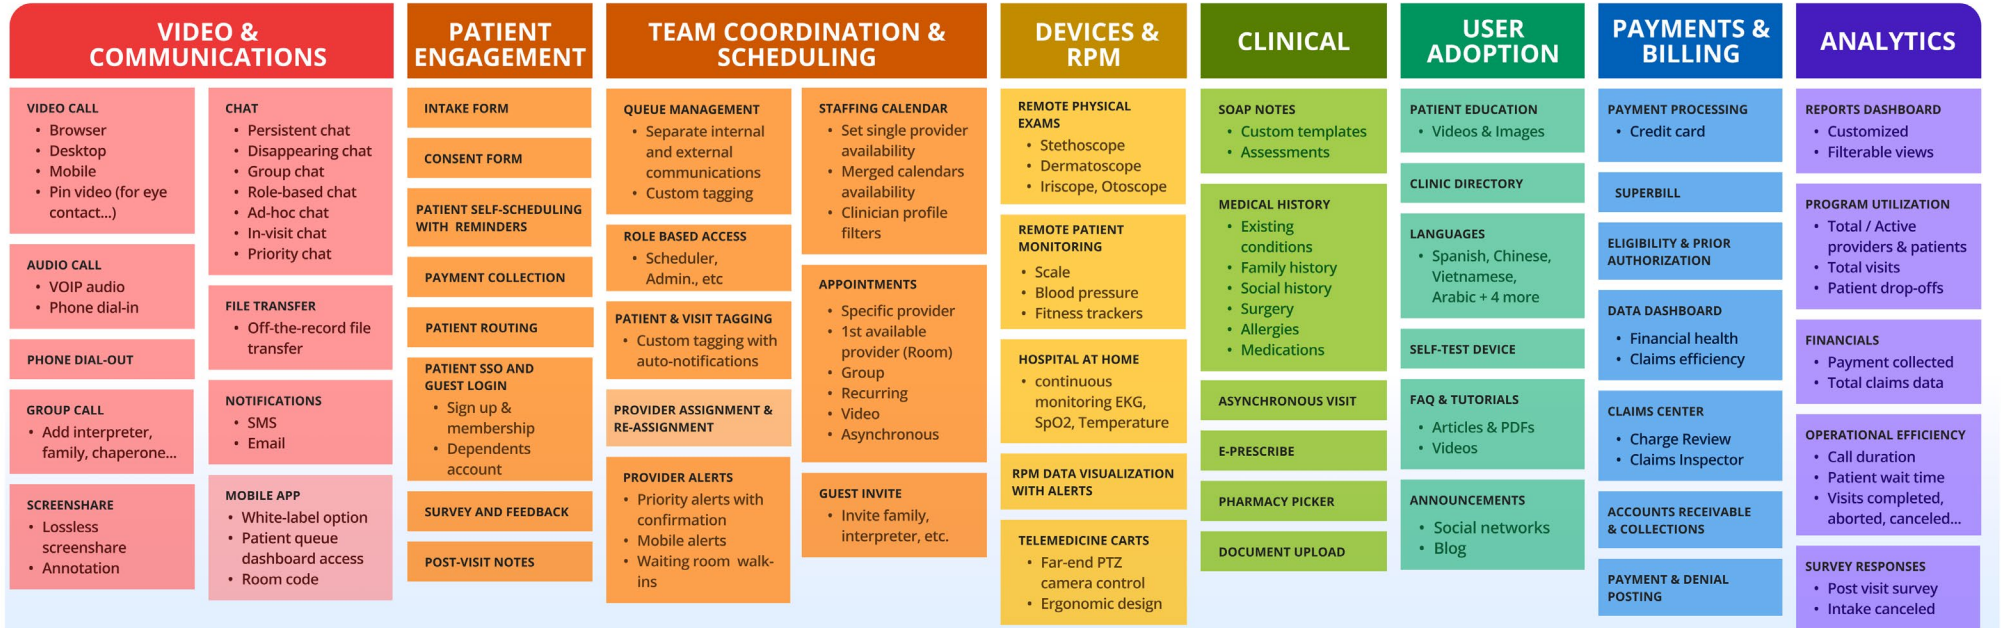 VIDEO &
COMMUNICATIONS
VIDEO CALL
• Browser
• Desktop
• Mobile
• Pin video (for eye
contact...)
AUDIO CALL
• VOIP audio
• Phone dial-in
PHONE DIAL-OUT
GROUP CALL
• Add interpreter,
family, chaperone...
SCREENSHARE
• Lossless
screenshare
• Annotation
CHAT
• Persistent chat
• Disappearing chat
• Group chat
• Role-based chat
• Ad-hoc chat
• In-visit chat
• Priority chat
FILE TRANSFER
• Off-the-record file
transfer
NOTIFICATIONS
• SMS
• Email
MOBILE APP
• White-label option
• Patient queue
dashboard access
• Room code
PATIENT
ENGAGEMENT
INTAKE FORM
CONSENT FORM
PATIENT SELF-SCHEDULING
WITH REMINDERS
PAYMENT COLLECTION
PATIENT ROUTING
PATIENT SSO AND
GUEST LOGIN
• Sign up &
membership
• Dependents
account
SURVEY AND FEEDBACK
POST-VISIT NOTES
TEAM COORDINATION &
SCHEDULING
QUEUE MANAGEMENT
• Separate internal
and external
communications
• Custom tagging
ROLE BASED ACCESS
• Scheduler,
Admin., etc
PATIENT & VISIT TAGGING
• Custom tagging with
auto-notifications
PROVIDER ASSIGNMENT &
RE-ASSIGNMENT
PROVIDER ALERTS
• Priority alerts with
confirmation
• Mobile alerts
• Waiting room walk-
ins
STAFFING CALENDAR
• Set single provider
availability
• Merged calendars
availability
• Clinician profile
filters
APPOINTMENTS
• Specific provider
• 1st available
provider (Room)
• Group
• Recurring
• Video
• Asynchronous
GUEST INVITE
• Invite family,
interpreter, etc.
DEVICES &
RPM
REMOTE PHYSICAL
EXAMS
• Stethoscope
• Dermatoscope
• Iriscope, Otoscope
REMOTE PATIENT
MONITORING
• Scale
• Blood pressure
• Fitness trackers
HOSPITAL AT HOME
• continuous
monitoring EKG,
SpO2, Temperature
RPM DATA VISUALIZATION
WITH ALERTS
TELEMEDICINE CARTS
• Far-end PTZ
camera control
• Ergonomic design
CLINICAL
SOAP NOTES
• Custom templates
• Assessments
MEDICAL HISTORY
• Existing
conditions
• Family history
• Social history
• Surgery
• Allergies
• Medications
ASYNCHRONOUS VISIT
E-PRESCRIBE
PHARMACY PICKER
DOCUMENT UPLOAD
USER
ADOPTION
PATIENT EDUCATION
• Videos & Images
CLINIC DIRECTORY
LANGUAGES
• Spanish, Chinese,
Vietnamese,
Arabic + 4 more
SELF-TEST DEVICE
FAQ & TUTORIALS
• Articles & PDFs
• Videos
ANNOUNCEMENTS
• Social networks
• Blog
PAYMENTS &
BILLING
PAYMENT PROCESSING
• Credit card
SUPERBILL
ELIGIBILITY & PRIOR
AUTHORIZATION
DATA DASHBOARD
• Financial health
• Claims efficiency
CLAIMS CENTER
• Charge Review
• Claims Inspector
ACCOUNTS RECEIVABLE
& COLLECTIONS
PAYMENT & DENIAL
POSTING
ANALYTICS
REPORTS DASHBOARD
• Customized
• Filterable views
PROGRAM UTILIZATION
• Total / Active
providers & patients
• Total visits
• Patient drop-offs
FINANCIALS
• Payment collected
• Total claims data
OPERATIONAL EFFICIENCY
• Call duration
• Patient wait time
• Visits completed,
aborted, canceled...
SURVEY RESPONSES
• Post visit survey
• Intake canceled